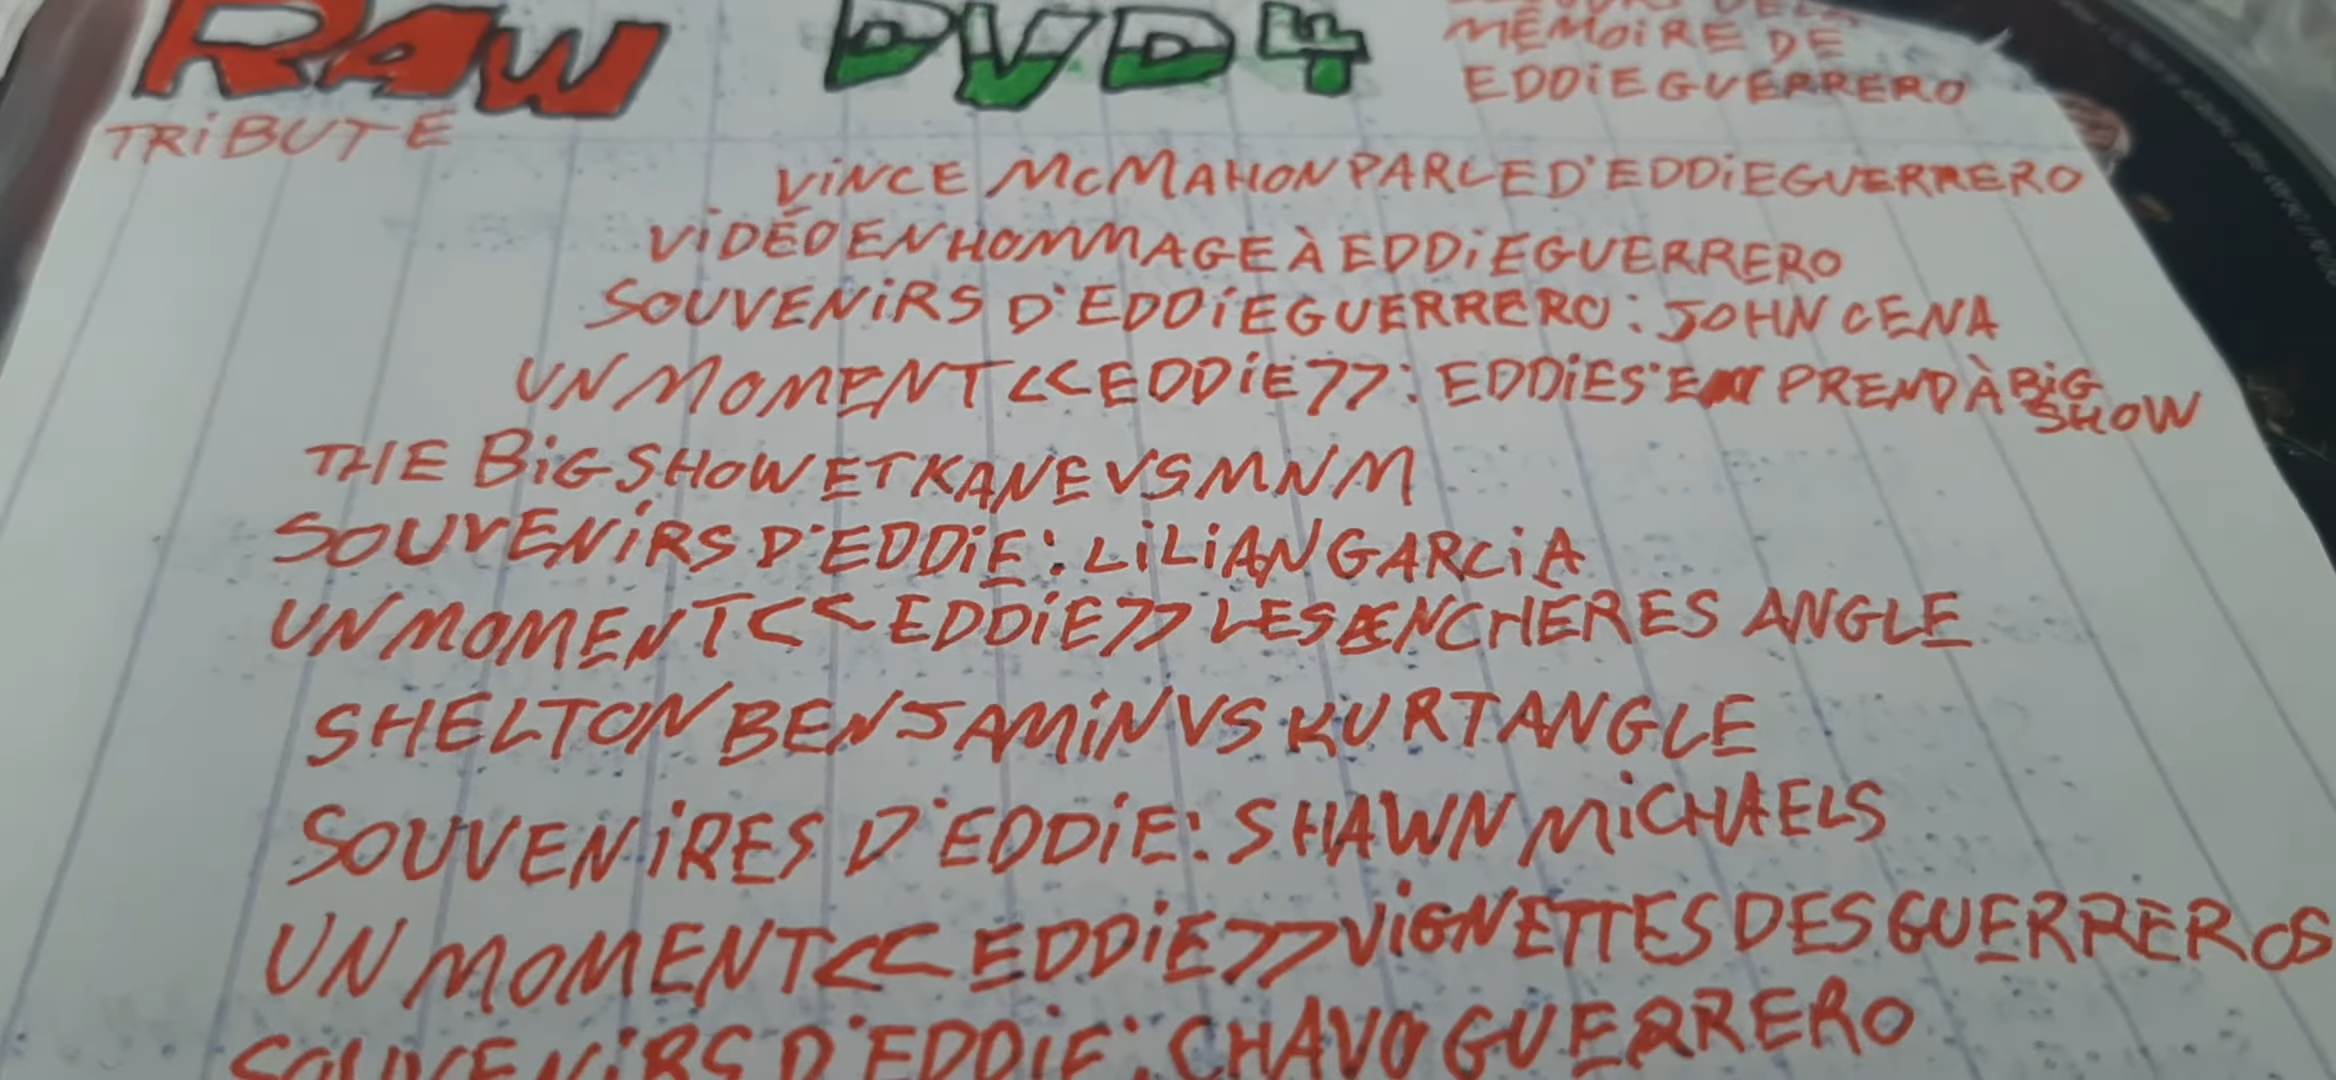 RAW DVD4
TRIBUTE
MÉMOIRE DE
EDDIE GUERRERO
VINCE McMAHON PARLE D'EDDIE GUERRERO
VIDÉO EN HOMMAGE À EDDIE GUERRERO
SOUVENIRS D'EDDIE GUERRERO : JOHN CENA
UN MOMENT <<EDDIE>> : EDDIE S'EN PREND À BIG SHOW
THE BIG SHOW ET KANE VS MNM
SOUVENIRS D'EDDIE : LILIAN GARCIA
UN MOMENT <<EDDIE>> LES ENCHÈRES ANGLE
SHELTON BENJAMIN VS KURT ANGLE
SOUVENIRES D'EDDIE : SHAWN MICHAELS
UN MOMENT <<EDDIE>> VIGNETTES DES GUERREROS
SOUVENIRS D'EDDIE : CHAVO GUERRERO